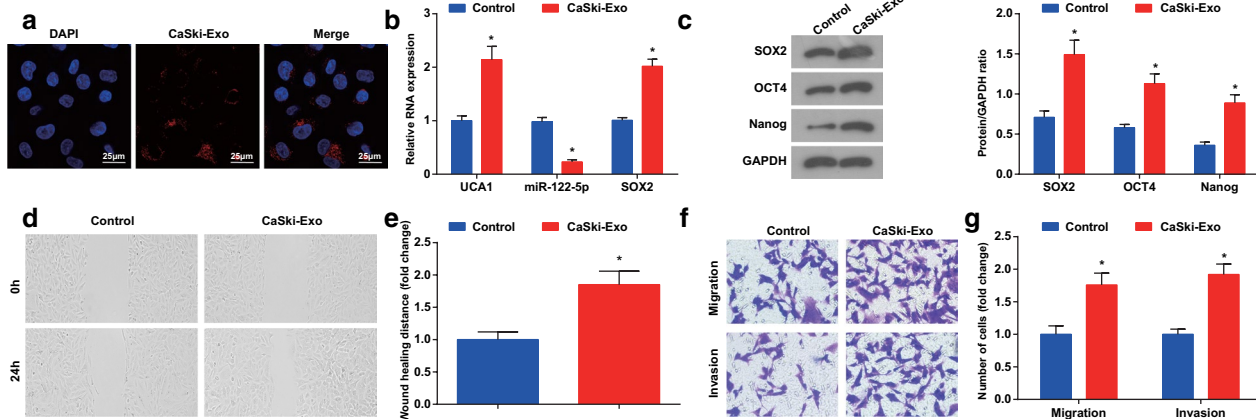 a
DAPI CaSki-Exo Merge
25μm 25μm 25μm
b
Control CaSki-Exo
Relative RNA expression
3
2
1
0
* * *
UCA1 miR-122-5p SOX2
c
Control CaSki-Exo
SOX2
OCT4
Nanog
GAPDH
Control CaSki-Exo
Protein/GAPDH ratio
2.0
1.5
1.0
0.5
0.0
* * *
SOX2 OCT4 Nanog
d
Control CaSki-Exo
0h
24h
e
Control CaSki-Exo
Wound healing distance (fold change)
2.5
2.0
1.5
1.0
0.5
0.0
*
f
Control CaSki-Exo
Migration
Invasion
g
Control CaSki-Exo
Number of cells (fold change)
2.5
2.0
1.5
1.0
0.5
0.0
* *
Migration Invasion